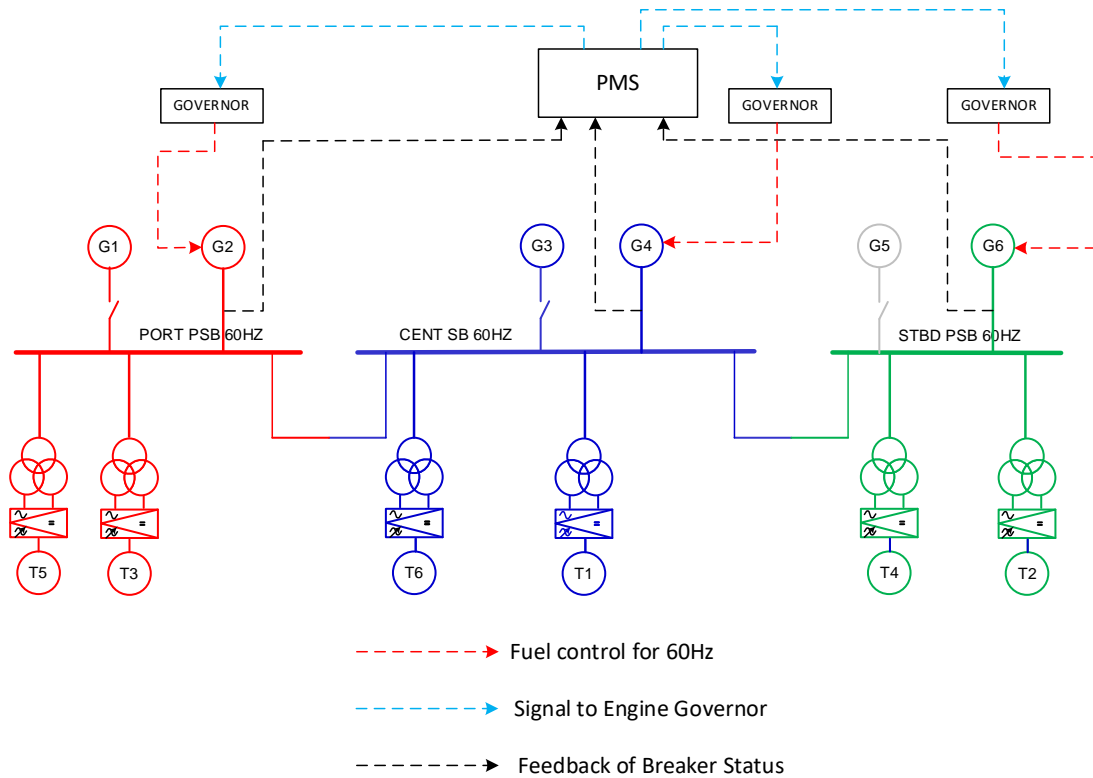 PMS
GOVERNOR
GOVERNOR
GOVERNOR
G1
G2
G3
G4
G5
G6
PORT PSB 60HZ
CENT SB 60HZ
STBD PSB 60HZ
=
=
=
=
=
=
T5
T3
T6
T1
T4
T2
Fuel control for 60Hz
Signal to Engine Governor
Feedback of Breaker Status